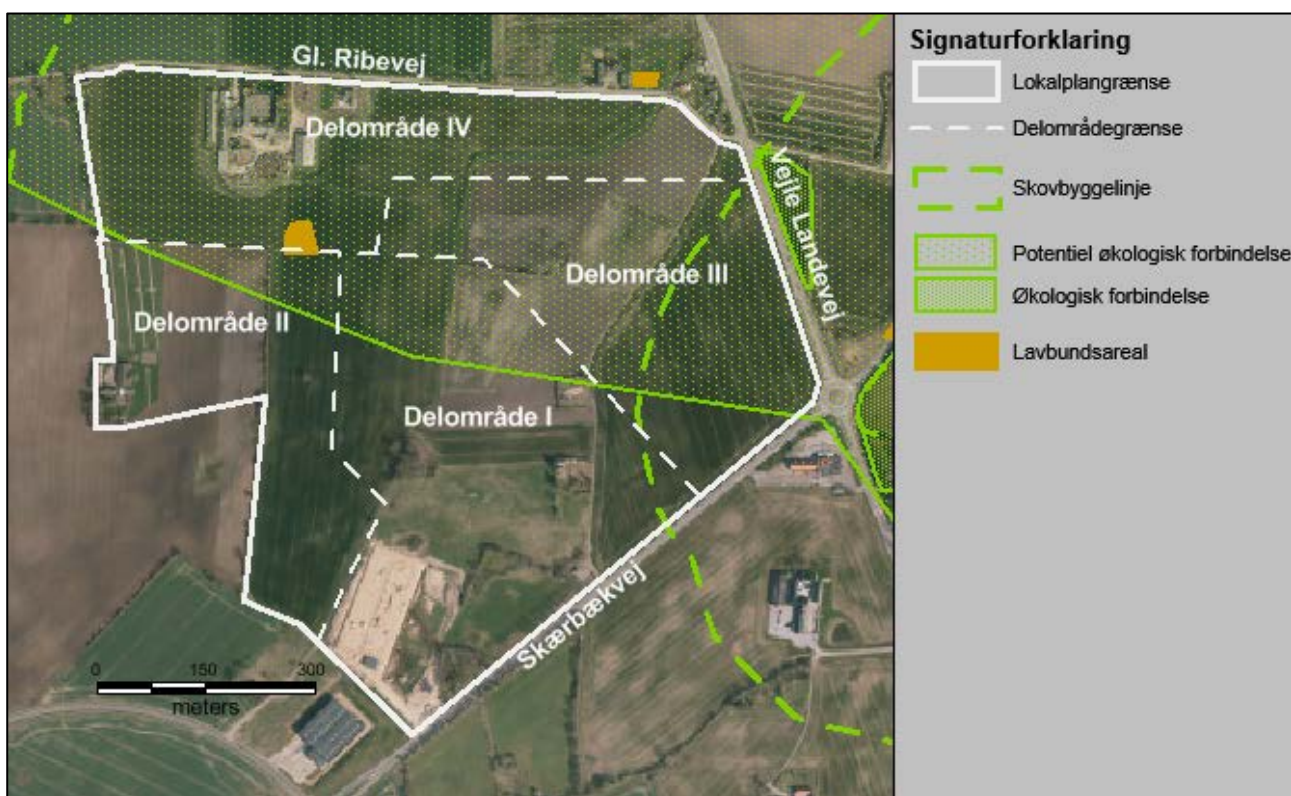 Gl. Ribevej
Delområde IV
Vejle Landevej
Delområde III
Delområde II
Delområde I
Skærbækvej
0 150 300
meters
Signaturforklaring
Lokalplangrænse
Delområdegrænse
Skovbyggelinje
Potentiel økologisk forbindelse
Økologisk forbindelse
Lavbundsareal